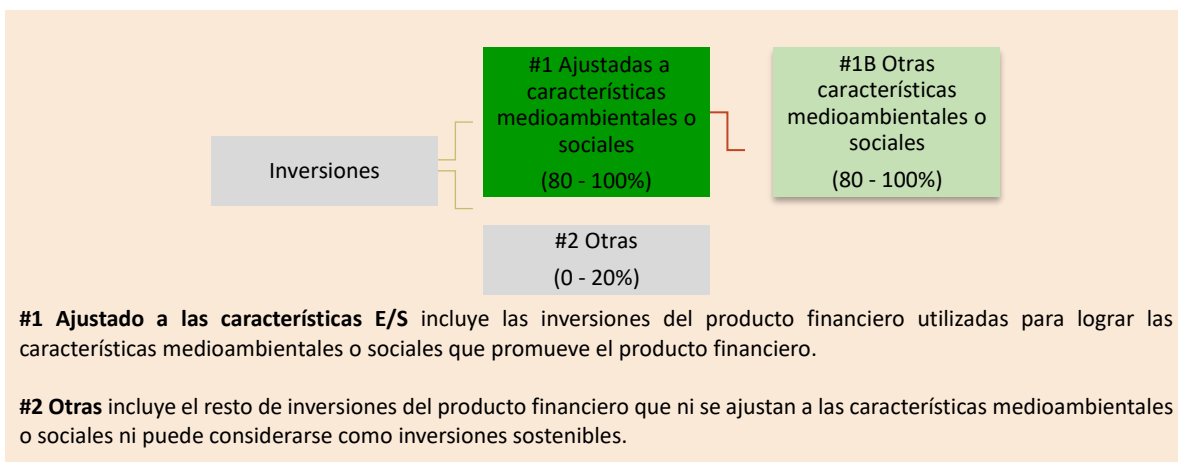 #1 Ajustadas a
características
medioambientales o
sociales
(80 - 100%)
#1B Otras
características
medioambientales o
sociales
(80 - 100%)
Inversiones
#2 Otras
(0 - 20%)
#1 Ajustado a las características E/S incluye las inversiones del producto financiero utilizadas para lograr las
características medioambientales o sociales que promueve el producto financiero.
#2 Otras incluye el resto de inversiones del producto financiero que ni se ajustan a las características medioambientales
o sociales ni puede considerarse como inversiones sostenibles.